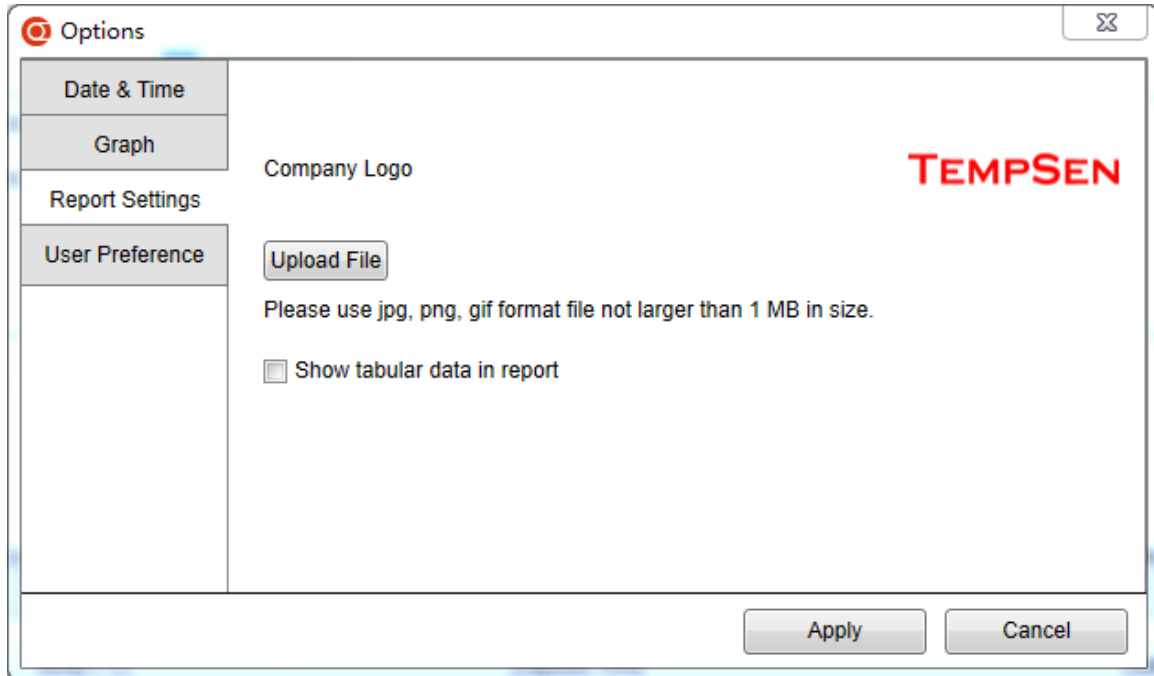 Options
Date & Time
Graph
Report Settings
User Preference
Company Logo
TEMPSEN
Upload File
Please use jpg, png, gif format file not larger than 1 MB in size.
Show tabular data in report
Apply
Cancel